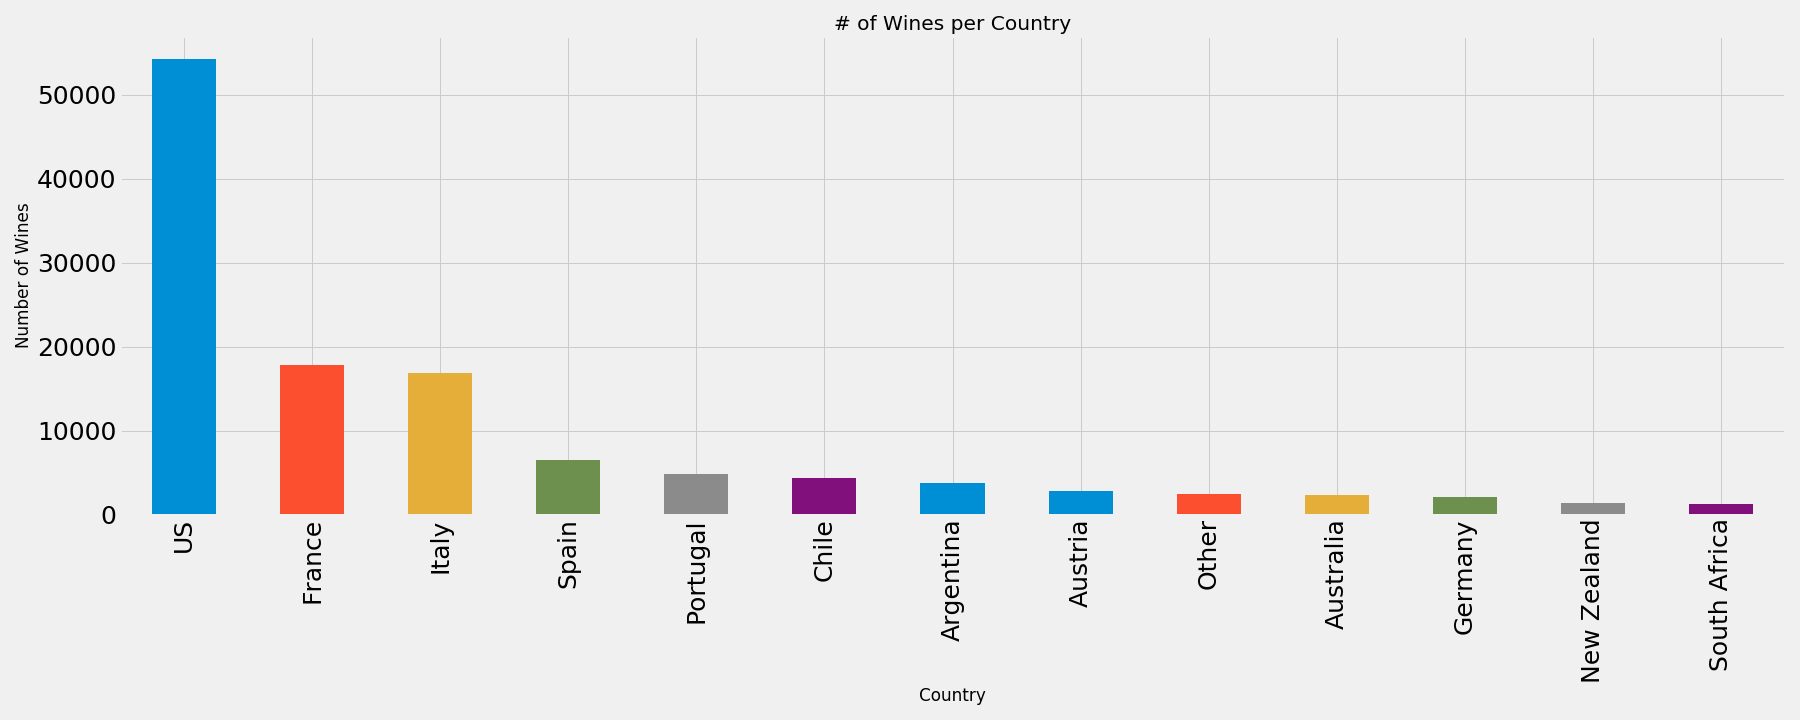 # of Wines per Country
Number of Wines
50000
40000
30000
20000
10000
0
US
France
Italy
Spain
Portugal
Chile
Argentina
Austria
Other
Australia
Germany
New Zealand
South Africa
Country